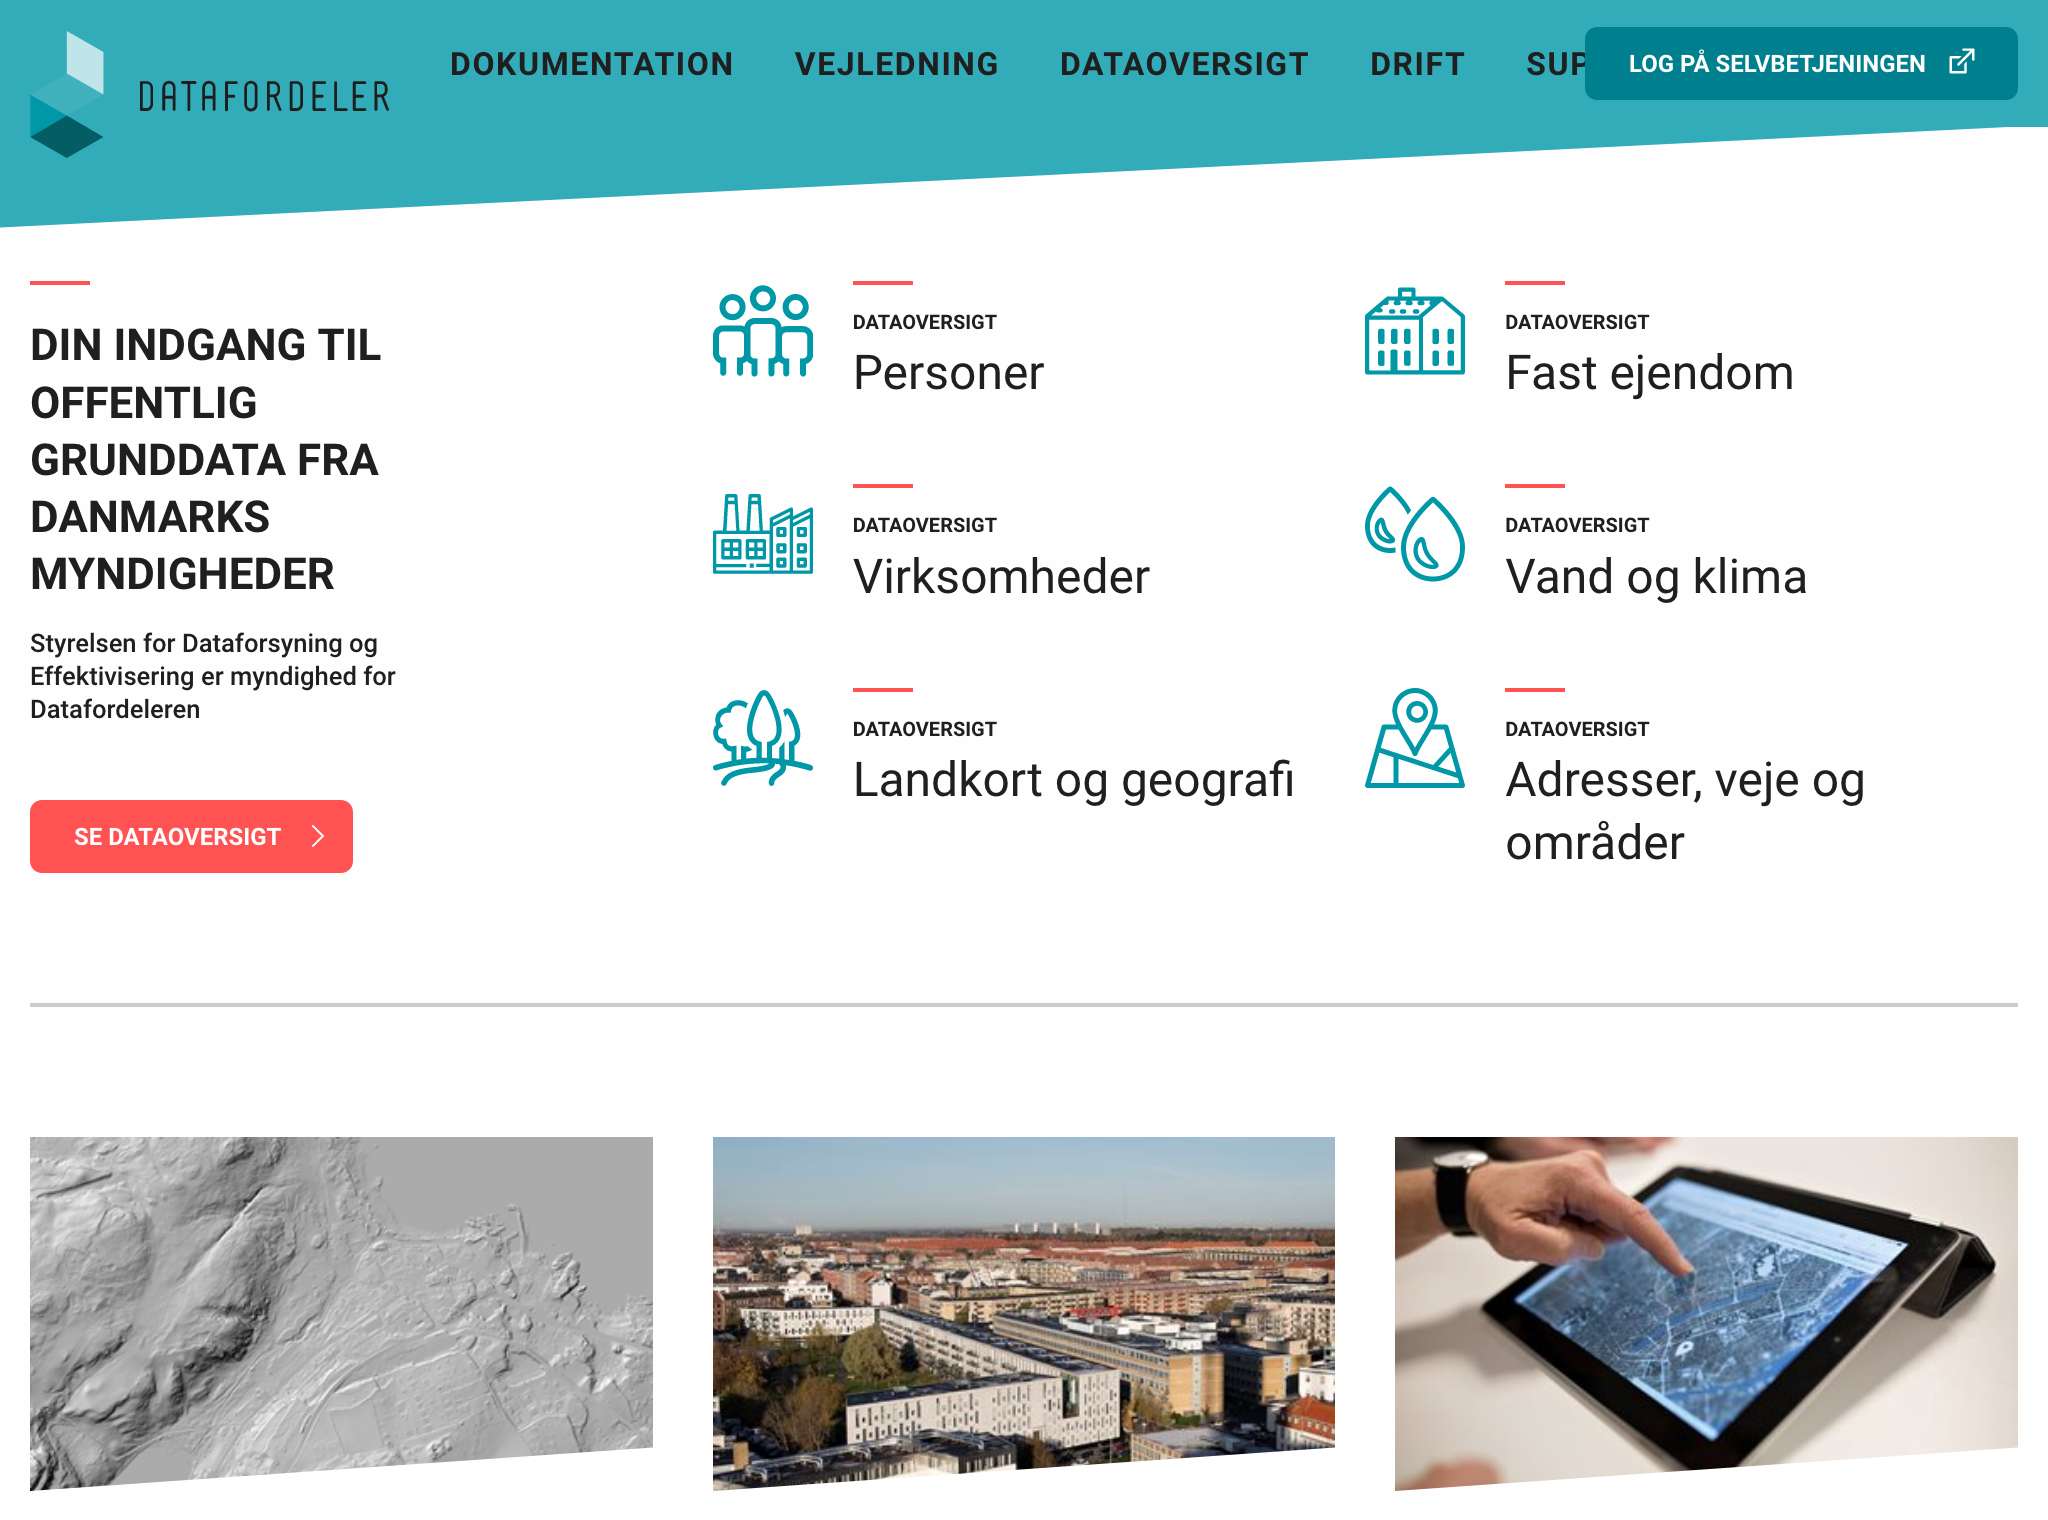 DATAFORDELER
DOKUMENTATION
VEJLEDNING
DATAOVERSIGT
DRIFT
SUP
LOG PÅ SELVBETJENINGEN
DIN INDGANG TIL
OFFENTLIG
GRUNDDATA FRA
DANMARKS
MYNDIGHEDER
Styrelsen for Dataforsyning og
Effektivisering er myndighed for
Datafordeleren
SE DATAOVERSIGT
DATAOVERSIGT
Personer
DATAOVERSIGT
Fast ejendom
DATAOVERSIGT
Virksomheder
DATAOVERSIGT
Vand og klima
DATAOVERSIGT
Landkort og geografi
DATAOVERSIGT
Adresser, veje og
områder